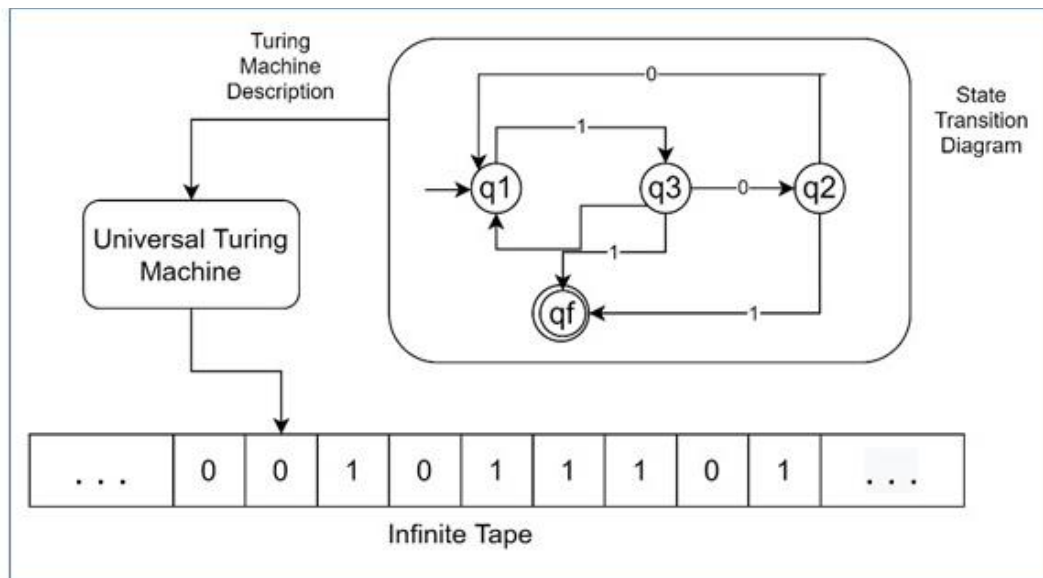 Turing
Machine
Description
0
State
Transition
Diagram
1
q1
q3
0
q2
Universal Turing
Machine
1
qf
1
. . .
0
0
1
0
1
1
1
0
1
. . .
Infinite Tape